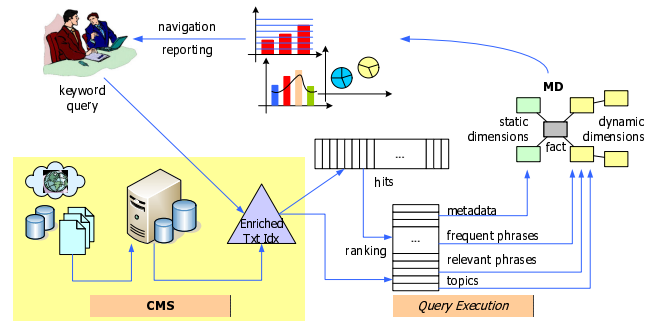 navigation
reporting
keyword
query
MD
static
dimensions
dynamic
dimensions
fact
...
hits
Enriched
Txt Idx
ranking
...
metadata
frequent phrases
relevant phrases
topics
CMS
Query Execution